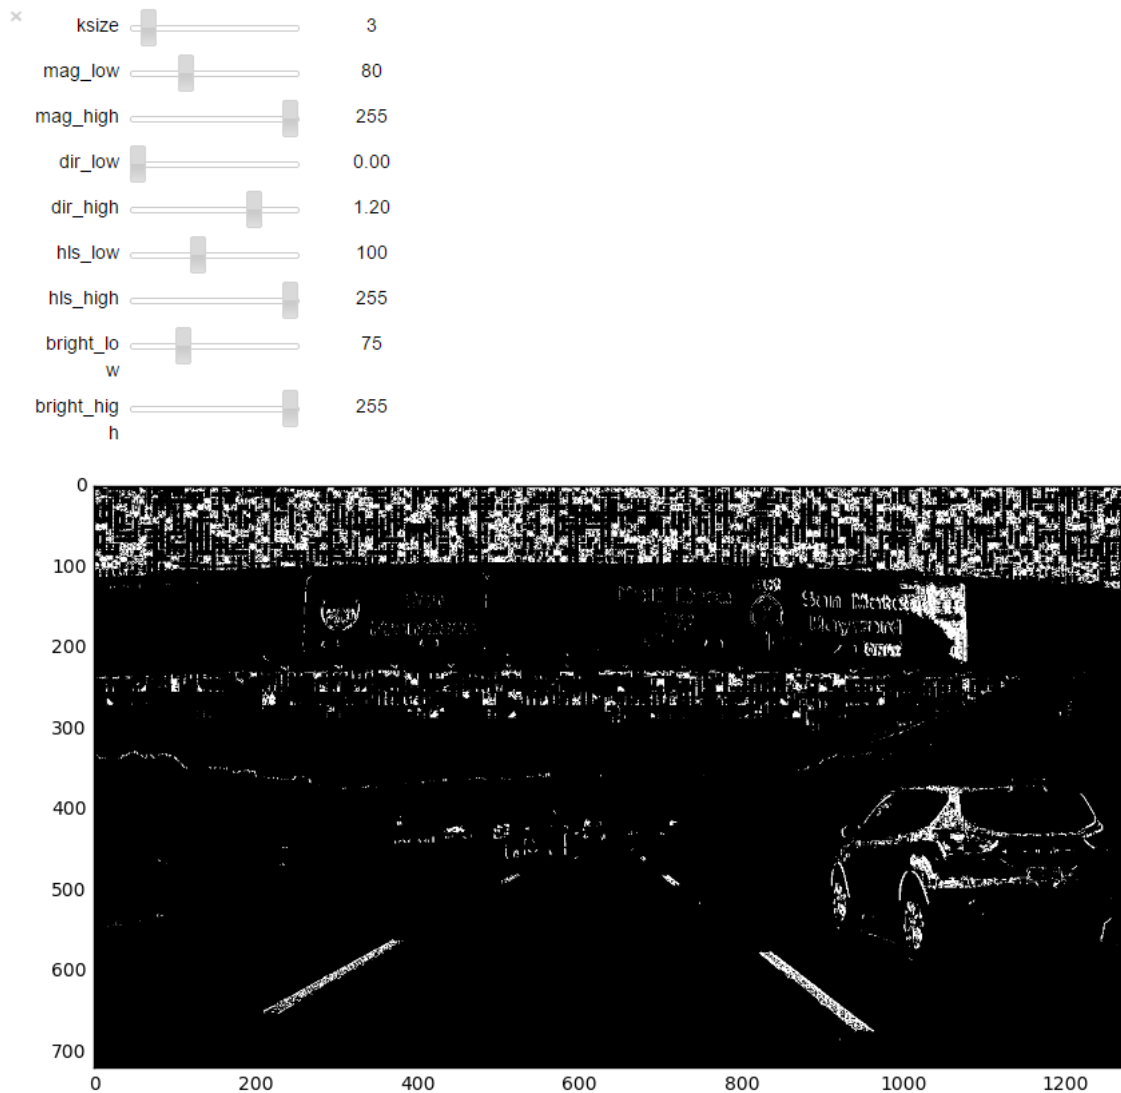 ×
ksize 3
mag_low 80
mag_high 255
dir_low 0.00
dir_high 1.20
hls_low 100
hls_high 255
bright_lo 75
w
bright_hig 255
h
0
100
200
300
400
500
600
700
San Mateo
Hayward
0 200 400 600 800 1000 1200